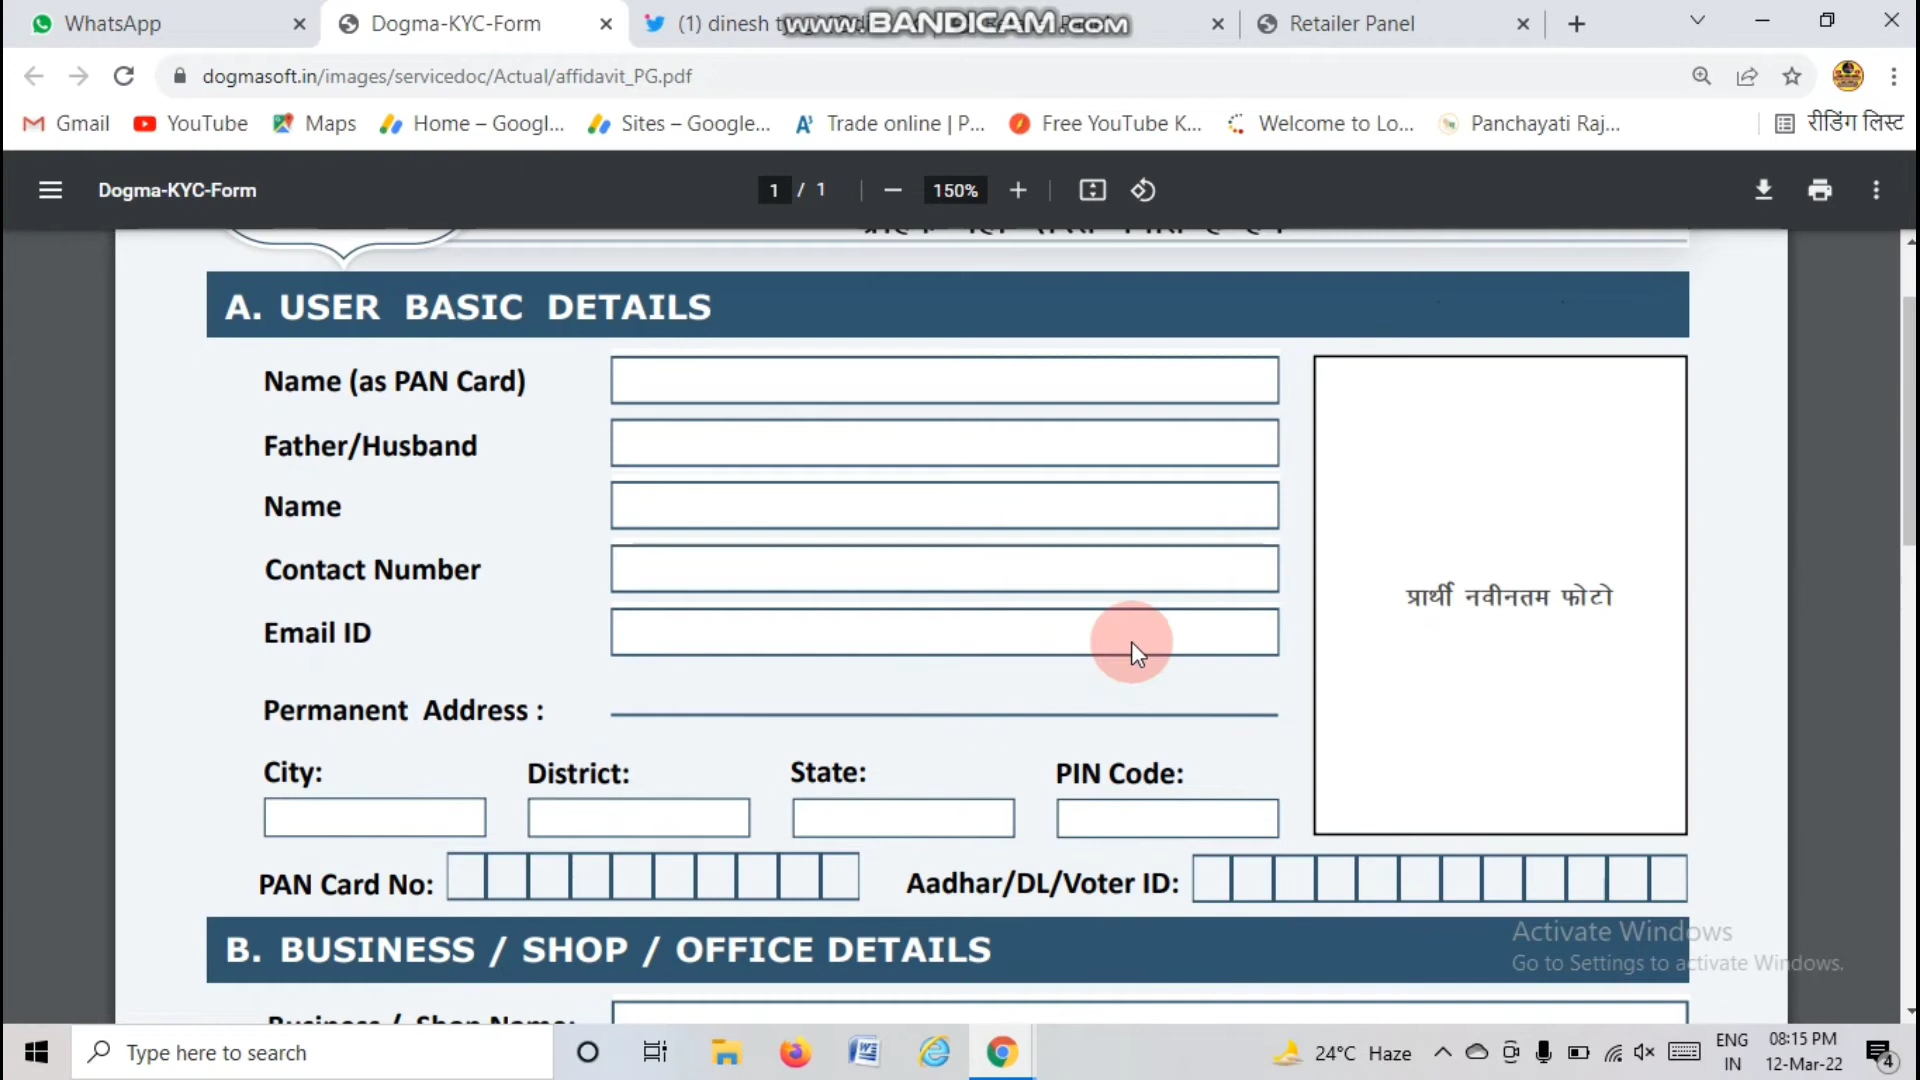 WhatsApp
Dogma-KYC-Form
(1) dinesh
www.BANDICAM.com
Retailer Panel
dogmasoft.in/images/servicedoc/Actual/affidavit_PG.pdf
Gmail YouTube Maps Home – Googl... Sites – Google... Trade online | P... Free YouTube K... Welcome to Lo... Panchayati Raj... रीडिंग लिस्ट
Dogma-KYC-Form 1 / 1 150%
A. USER BASIC DETAILS
Name (as PAN Card)
Father/Husband
Name
Contact Number
प्रार्थी नवीनतम फोटो
Email ID
Permanent Address :
City: District: State: PIN Code:
PAN Card No: Aadhar/DL/Voter ID:
B. BUSINESS / SHOP / OFFICE DETAILS
Activate Windows
Go to Settings to activate Windows.
Business / Shop Name:
Type here to search
24°C Haze
ENG
IN
08:15 PM
12-Mar-22
4